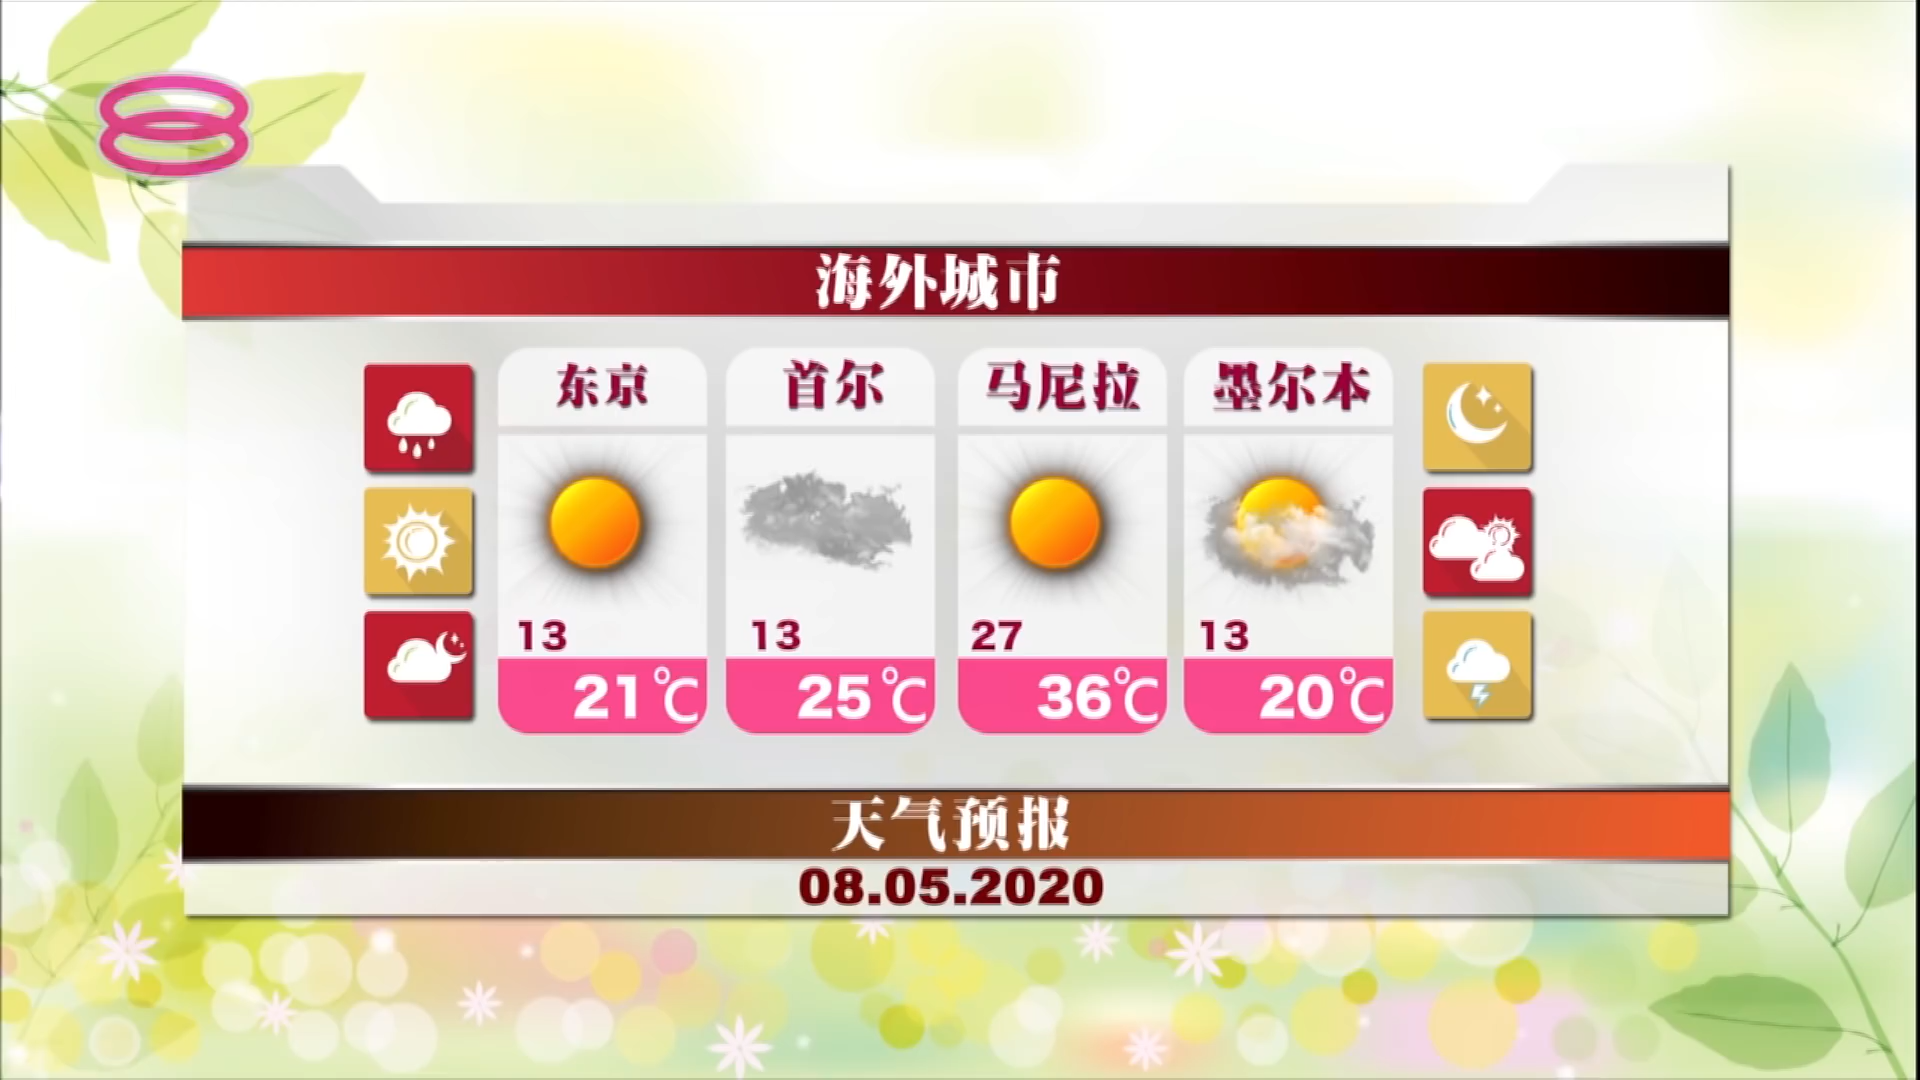 海外城市
东京 首尔 马尼拉 墨尔本
13 13 27 13
21℃ 25℃ 36℃ 20℃
天气预报
08.05.2020